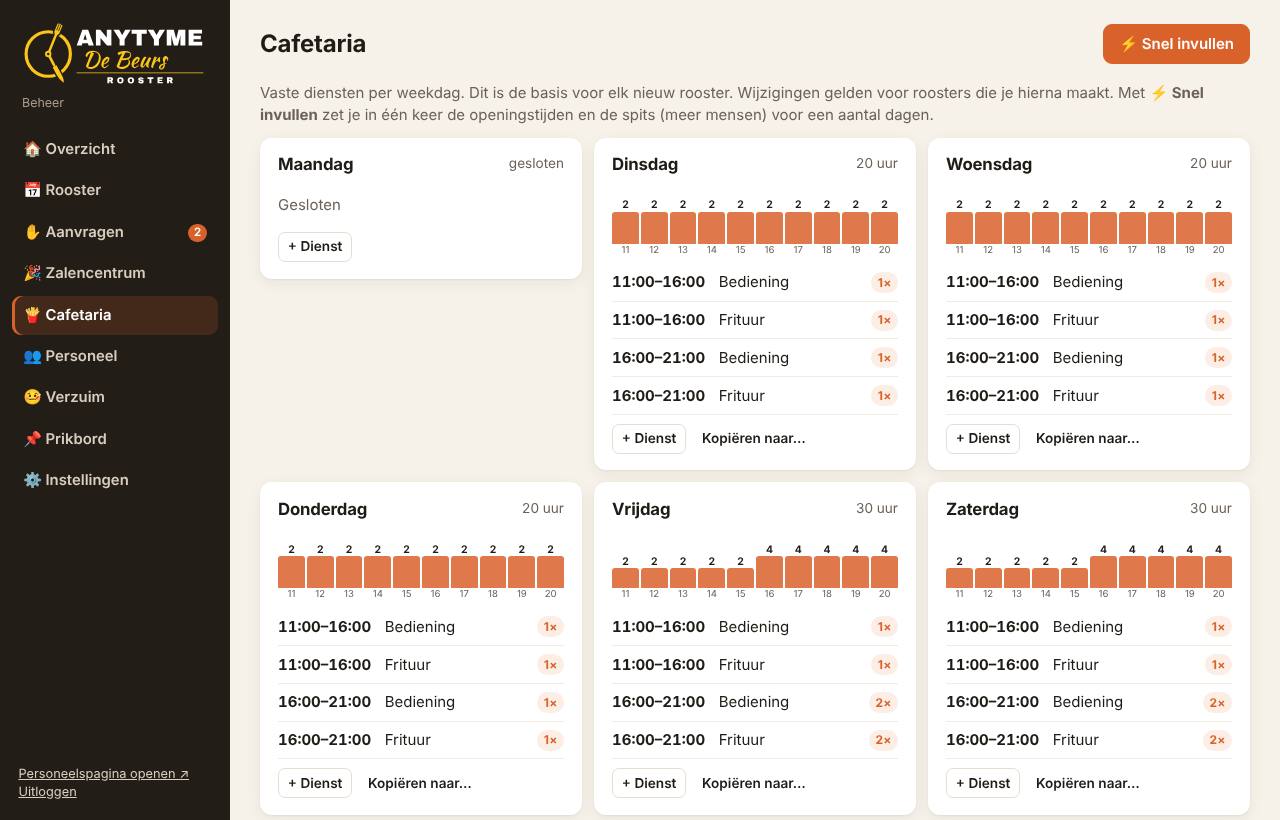 ANYTYME
De Beurs
ROOSTER
Beheer
🏠 Overzicht
📅 Rooster
✋ Aanvragen 2
🎉 Zalencentrum
🍟 Cafetaria
👥 Personeel
🤒 Verzuim
📌 Prikbord
⚙️ Instellingen
Personeelspagina openen ↗
Uitloggen
Cafetaria
⚡ Snel invullen
Vaste diensten per weekdag. Dit is de basis voor elk nieuw rooster. Wijzigingen gelden voor roosters die je hierna maakt. Met ⚡ Snel
invullen zet je in één keer de openingstijden en de spits (meer mensen) voor een aantal dagen.
Maandag gesloten
Gesloten
+ Dienst
Dinsdag 20 uur
2 2 2 2 2 2 2 2 2 2
11 12 13 14 15 16 17 18 19 20
11:00–16:00 Bediening 1×
11:00–16:00 Frituur 1×
16:00–21:00 Bediening 1×
16:00–21:00 Frituur 1×
+ Dienst Kopiëren naar...
Woensdag 20 uur
2 2 2 2 2 2 2 2 2 2
11 12 13 14 15 16 17 18 19 20
11:00–16:00 Bediening 1×
11:00–16:00 Frituur 1×
16:00–21:00 Bediening 1×
16:00–21:00 Frituur 1×
+ Dienst Kopiëren naar...
Donderdag 20 uur
2 2 2 2 2 2 2 2 2 2
11 12 13 14 15 16 17 18 19 20
11:00–16:00 Bediening 1×
11:00–16:00 Frituur 1×
16:00–21:00 Bediening 1×
16:00–21:00 Frituur 1×
+ Dienst Kopiëren naar...
Vrijdag 30 uur
2 2 2 2 2 4 4 4 4 4
11 12 13 14 15 16 17 18 19 20
11:00–16:00 Bediening 1×
11:00–16:00 Frituur 1×
16:00–21:00 Bediening 2×
16:00–21:00 Frituur 2×
+ Dienst Kopiëren naar...
Zaterdag 30 uur
2 2 2 2 2 4 4 4 4 4
11 12 13 14 15 16 17 18 19 20
11:00–16:00 Bediening 1×
11:00–16:00 Frituur 1×
16:00–21:00 Bediening 2×
16:00–21:00 Frituur 2×
+ Dienst Kopiëren naar...